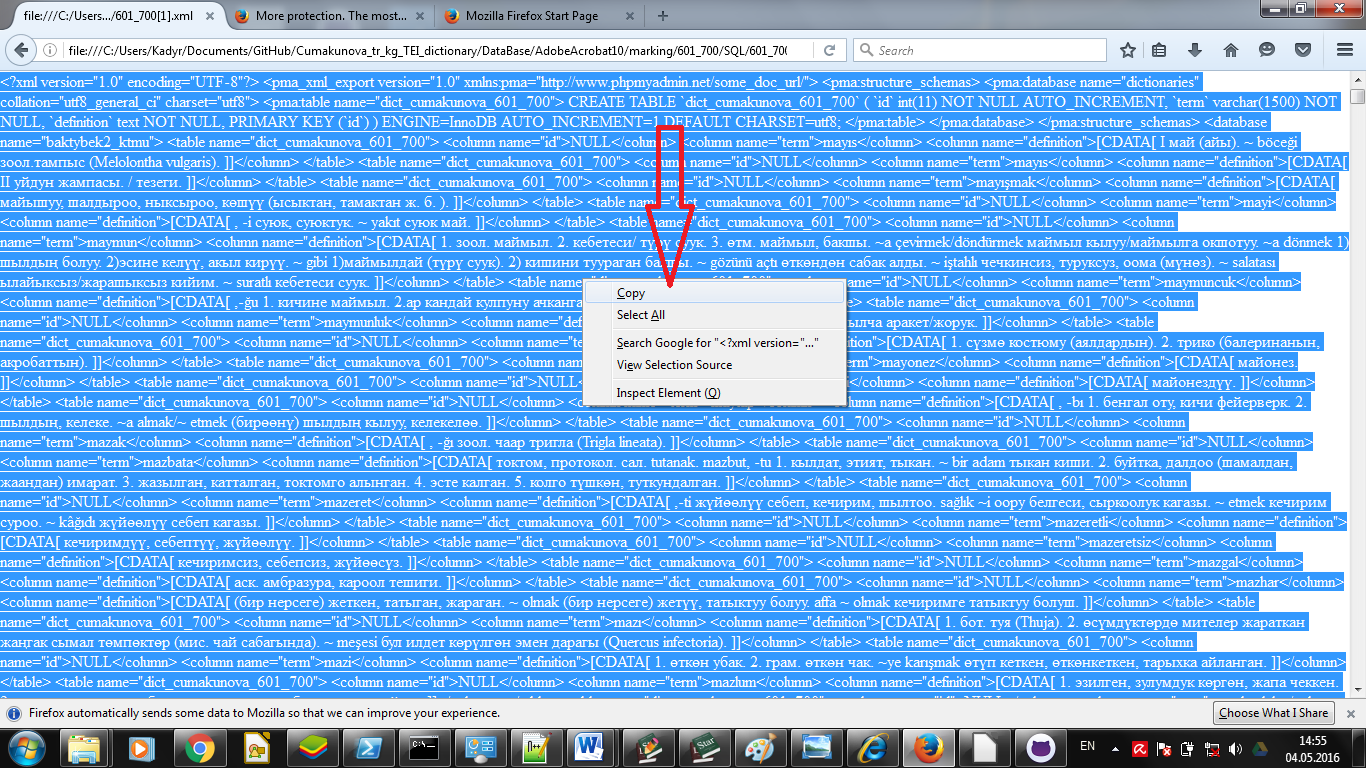 file:///C:/Users.../601_700[1].xml
More protection. The most...
Mozilla Firefox Start Page
file:///C:/Users/Kadyr/Documents/GitHub/Cumakunova_tr_kg_TEI_dictionary/DataBase/AdobeAcrobat10/marking/601_700/SQL/601_700
Search
<?xml version="1.0" encoding="UTF-8"?> <pma_xml_export version="1.0" xmlns:pma="http://www.phpmyadmin.net/some_doc_url/"> <pma:structure_schemas> <pma:database name="dictionaries"
collation="utf8_general_ci" charset="utf8"> <pma:table name="dict_cumakunova_601_700"> CREATE TABLE `dict_cumakunova_601_700` ( `id` int(11) NOT NULL AUTO_INCREMENT, `term` varchar(1500) NOT
NULL, `definition` text NOT NULL, PRIMARY KEY (`id`) ) ENGINE=InnoDB AUTO_INCREMENT=1 DEFAULT CHARSET=utf8; </pma:table> </pma:database> </pma:structure_schemas> <database
name="baktybek2_ktmu"> <table name="dict_cumakunova_601_700"> <column name="id">NULL</column> <column name="term">mayıs</column> <column name="definition">[CDATA[ I май (айы). ~ böceği
зоол.тампыс (Melolontha vulgaris). ]]</column> </table> <table name="dict_cumakunova_601_700"> <column name="id">NULL</column> <column name="term">mayıs</column> <column name="definition">[CDATA[
II уйдун жампасы. / тезеги. ]]</column> </table> <table name="dict_cumakunova_601_700"> <column name="id">NULL</column> <column name="term">mayışmak</column> <column name="definition">[CDATA[
майышуу, шалдыроо, ныксыроо, көшүү (ысыктан, тамактан ж. б. ). ]]</column> </table> <table name="dict_cumakunova_601_700"> <column name="id">NULL</column> <column name="term">mayi</column>
<column name="definition">[CDATA[ , -i суюк, суюктук. ~ yakıt суюк май. ]]</column> </table> <table name="dict_cumakunova_601_700"> <column name="id">NULL</column> <column
name="term">maymun</column> <column name="definition">[CDATA[ 1. зоол. маймыл. 2. кебетеси/ түрү суук. 3. өтм. маймыл, бакшы. ~a çevirmek/döndürmek маймыл кылуу/маймылга окшотуу. ~a dönmek 1)
шылдың болуу. 2)эсине келүү, акыл кирүү. ~ gibi 1)маймылдай (түрү суук). 2) кишини туураган бакшы. ~ gözünü açtı өткөндөн сабак алды. ~ iştahlı чечкинсиз, туруксуз, оома (мүнөз). ~ salatası
ылайыксыз/жарашыксыз кийим. ~ suratlı кебетеси суук. ]]</column> </table> <table name="dict_cumakunova_601_700"> <column name="id">NULL</column> <column name="term">maymuncuk
<column name="definition">[CDATA[ , -ğu 1. кичине маймыл. 2.ар кандай кулпуну ачканга
name="id">NULL</column> <column name="term">maymunluk</column> <column name="def ылча аракет/жорук. ]]</column> </table> <table
name="dict_cumakunova_601_700"> <column name="id">NULL</column> <column name="term" definition">[CDATA[ 1. сүзмө костюму (аялдардын). 2. трико (балеринанын,
акробаттын). ]]</column> </table> <table name="dict_cumakunova_601_700"> <column name="id" mayonez</column> <column name="definition">[CDATA[ майонез.
]]</column> </table> <table name="dict_cumakunova_601_700"> <column name="id">NULL</c <column name="definition">[CDATA[ майонездүү. ]]</column>
</table> <table name="dict_cumakunova_601_700"> <column name="id">NULL</column> <column <column name="definition">[CDATA[ , -bı 1. бенгал оту, кичи фейерверк. 2.
шылдың, келеке. ~a almak/~ etmek (бирөөнү) шылдың кылуу, келекелөө. ]]</column> </table> <table name="dict_cumakunova_601_700"> <column name="id">NULL</column> <column
name="term">mazak</column> <column name="definition">[CDATA[ , -ğı зоол. чаар тригла (Trigla lineata). ]]</column> </table> <table name="dict_cumakunova_601_700"> <column name="id">NULL</column>
<column name="term">mazbata</column> <column name="definition">[CDATA[ токтом, протокол. сал. tutanak. mazbut, -tu 1. кылдат, этият, тыкан. ~ bir adam тыкан киши. 2. буйтка, далдоо (шамалдан,
жаандан) имарат. 3. жазылган, катталган, токтомго алынган. 4. эсте калган. 5. колго түшкөн, туткундалган. ]]</column> </table> <table name="dict_cumakunova_601_700"> <column
name="id">NULL</column> <column name="term">mazeret</column> <column name="definition">[CDATA[ ,-ti жүйөөлүү себеп, кечирим, шылтоо. sağlık ~i оору белгеси, сыркоолук кагазы. ~ etmek кечирим
суроо. ~ kâğıdı жүйөөлүү себеп кагазы. ]]</column> </table> <table name="dict_cumakunova_601_700"> <column name="id">NULL</column> <column name="term">mazeretli</column> <column name="definition">
[CDATA[ кечиримдүү, себептүү, жүйөөлүү. ]]</column> </table> <table name="dict_cumakunova_601_700"> <column name="id">NULL</column> <column name="term">mazeretsiz</column> <column
name="definition">[CDATA[ кечиримсиз, себепсиз, жүйөөсүз. ]]</column> </table> <table name="dict_cumakunova_601_700"> <column name="id">NULL</column> <column name="term">mazgal</column>
<column name="definition">[CDATA[ аск. амбразура, кароол тешиги. ]]</column> </table> <table name="dict_cumakunova_601_700"> <column name="id">NULL</column> <column name="term">mazhar</column>
<column name="definition">[CDATA[ (бир нерсеге) жеткен, татыган, жараган. ~ olmak (бир нерсеге) жетүү, татыктуу болуу. affa ~ olmak кечиримге татыктуу болуш. ]]</column> </table> <table
name="dict_cumakunova_601_700"> <column name="id">NULL</column> <column name="term">mazı</column> <column name="definition">[CDATA[ 1. бот. туя (Thuja). 2. өсүмдүктөрдө мителер жараткан
жаңгак сымал төмпөктөр (мис. чай сабагында). ~ meşesi бул илдет көрүлгөн эмен дарагы (Quercus infectoria). ]]</column> </table> <table name="dict_cumakunova_601_700"> <column
name="id">NULL</column> <column name="term">mazi</column> <column name="definition">[CDATA[ 1. өткөн убак. 2. грам. өткөн чак. ~ye karışmak өтүп кеткен, өткөнкеткен, тарыхка айланган. ]]</column>
</table> <table name="dict_cumakunova_601_700"> <column name="id">NULL</column> <column name="term">mazlum</column> <column name="definition">[CDATA[ 1. эзилген, зулумдук көргөн, жапа чеккен.
Copy
Select All
Search Google for "<?xml version="..."
View Selection Source
Inspect Element (Q)
Firefox automatically sends some data to Mozilla so that we can improve your experience.
Choose What I Share
EN
14:55
04.05.2016